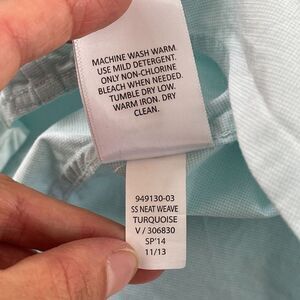 MACHINE WASH WARM.
USE MILD DETERGENT.
ONLY NON-CHLORINE
BLEACH WHEN NEEDED.
TUMBLE DRY LOW.
WARM IRON. DRY
CLEAN.
949130-03
SS NEAT WEAVE
TURQUOISE
V / 306830
SP'14
11/13